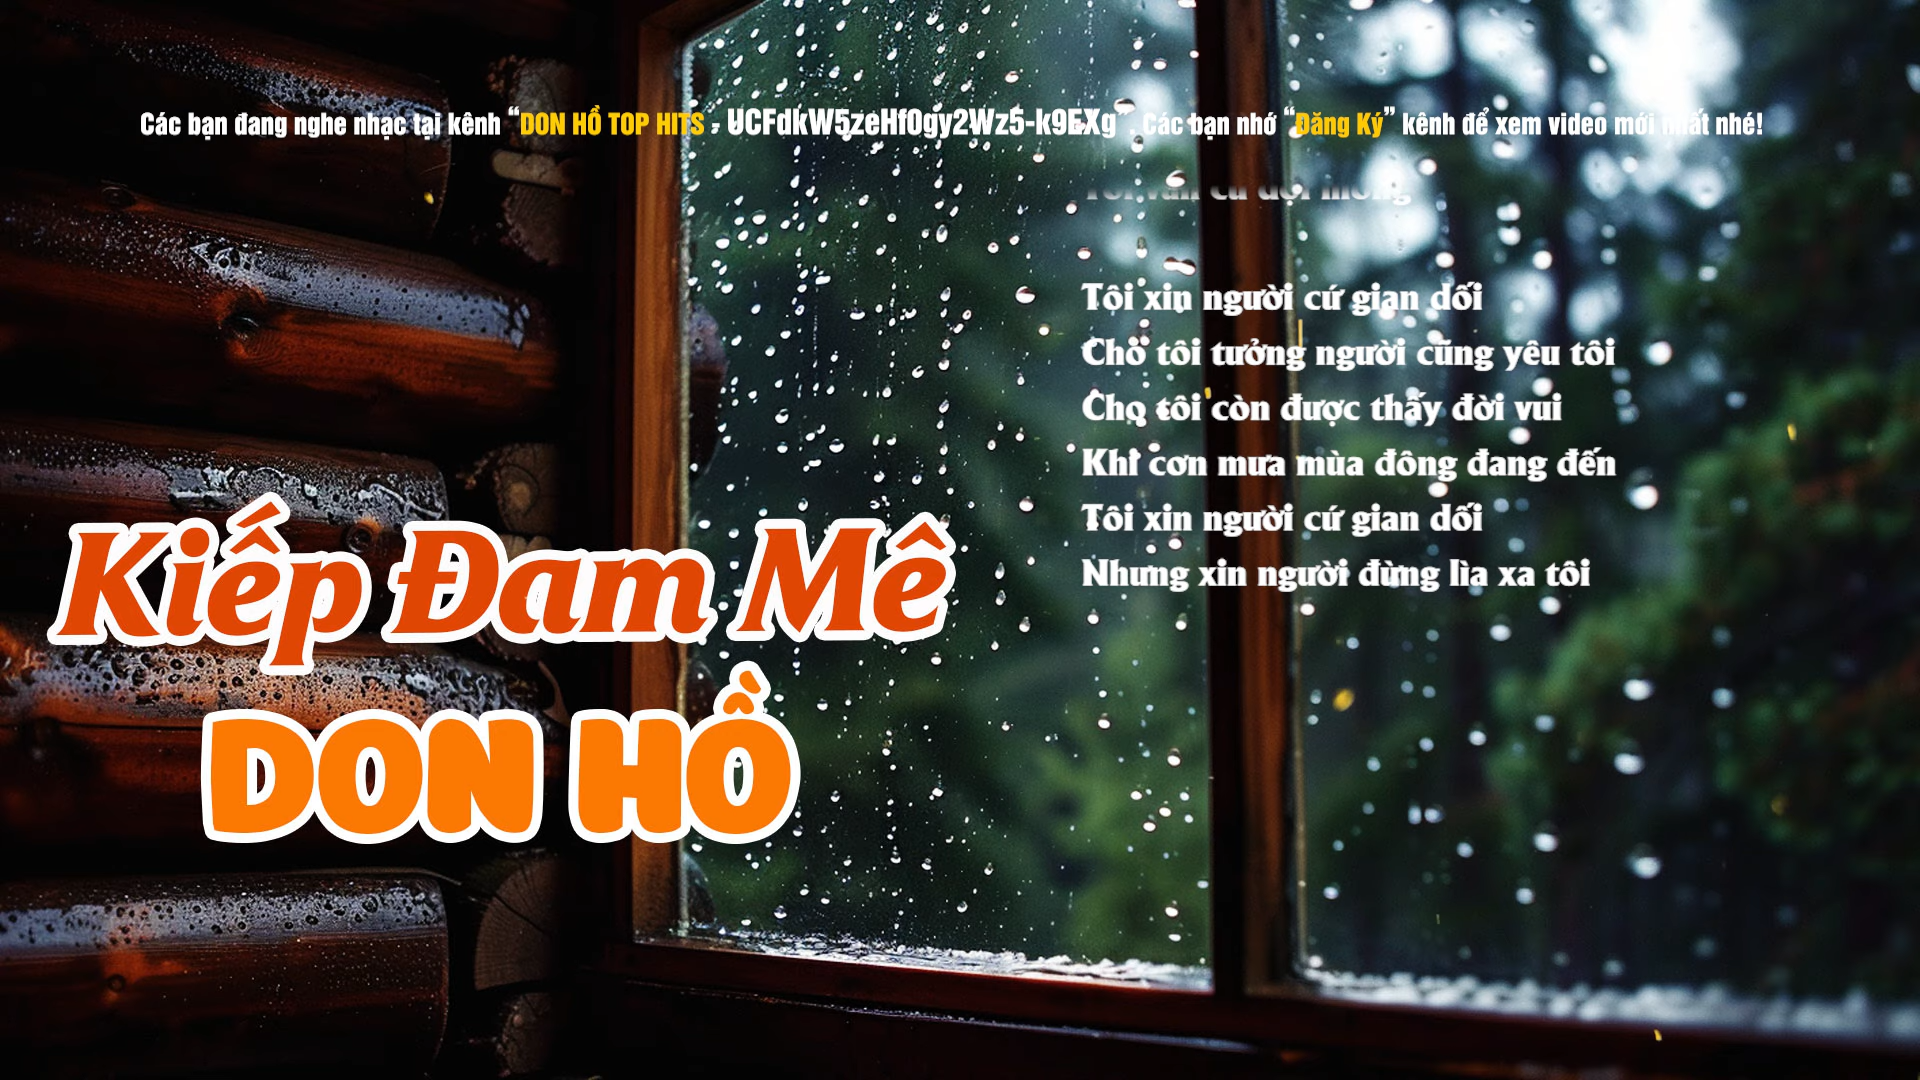 Các bạn đang nghe nhạc tại kênh “DON HỒ TOP HITS - UCFdkW5zeHf0gy2Wz5-k9EXg”. Các bạn nhớ “Đăng Ký” kênh để xem video mới nhất nhé!
Tôi xin người cứ gian dối
Cho tôi tưởng người cũng yêu tôi
Cho tôi còn được thấy đời vui
Khi cơn mưa mùa đông đang đến
Tôi xin người cứ gian dối
Nhưng xin người đừng lìa xa tôi
Kiếp Đam Mê
DON HỒ